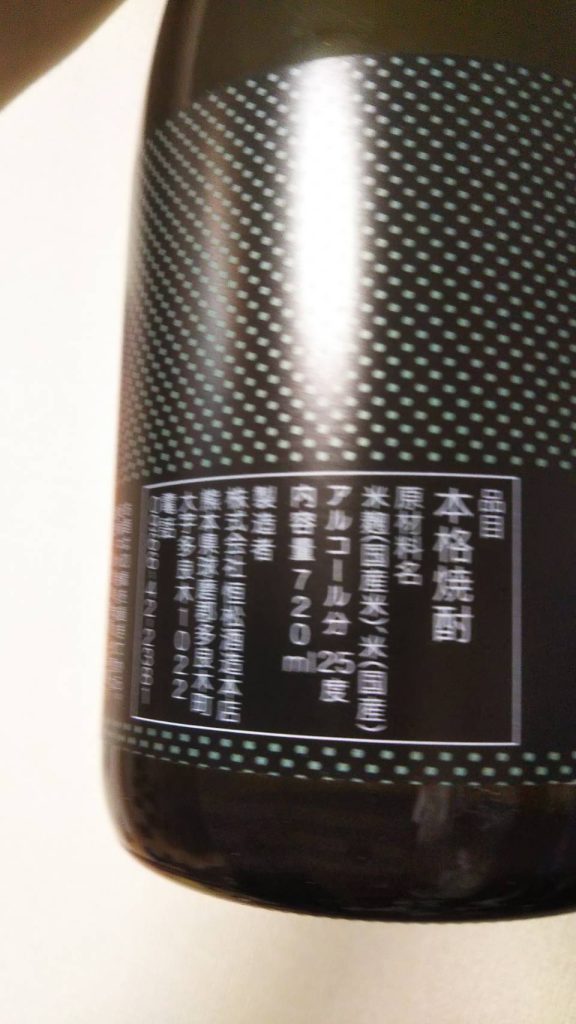 品目
本格焼酎
原材料名
米麹(国産米)、米(国産)
アルコール分 25度
内容量720ml
製造者
株式会社恒松酒造本店
熊本県球磨郡多良木町
大字多良木1022
電話